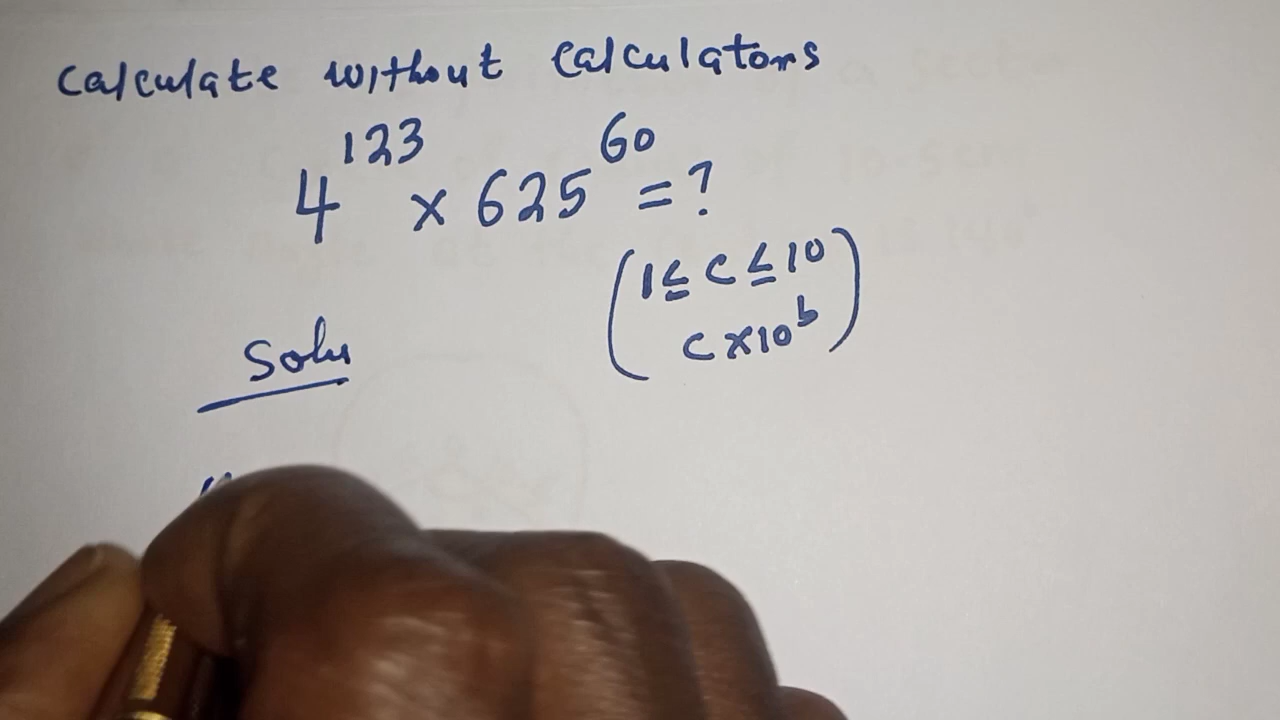 Calculate without Calculators
4^123 × 625^60 = ?
(1 ≤ c ≤ 10
c × 10^b)
Soln